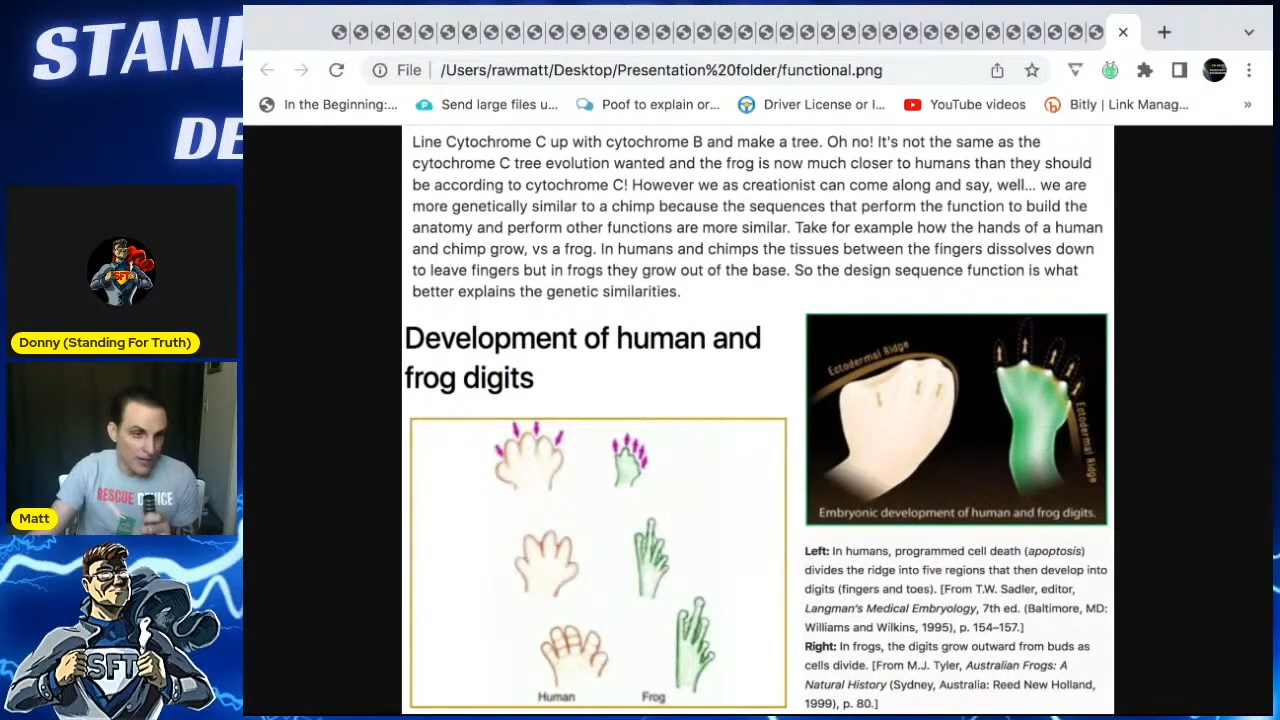 STAND
DE
Donny (Standing For Truth)
SFT
Matt
RESCUE DEVICE
SFT
File
/Users/rawmatt/Desktop/Presentation%20folder/functional.png
In the Beginning:...
Send large files u...
Poof to explain or...
Driver License or I...
YouTube videos
Bitly | Link Manag...
»
Line Cytochrome C up with cytochrome B and make a tree. Oh no! It's not the same as the
cytochrome C tree evolution wanted and the frog is now much closer to humans than they should
be according to cytochrome C! However we as creationist can come along and say, well... we are
more genetically similar to a chimp because the sequences that perform the function to build the
anatomy and perform other functions are more similar. Take for example how the hands of a human
and chimp grow, vs a frog. In humans and chimps the tissues between the fingers dissolves down
to leave fingers but in frogs they grow out of the base. So the design sequence function is what
better explains the genetic similarities.
Development of human and
frog digits
Human
Frog
Ectodermal Ridge
Ectodermal Ridge
Embryonic development of human and frog digits.
Left: In humans, programmed cell death (apoptosis)
divides the ridge into five regions that then develop into
digits (fingers and toes). [From T.W. Sadler, editor,
Langman's Medical Embryology, 7th ed. (Baltimore, MD:
Williams and Wilkins, 1995), p. 154–157.]
Right: In frogs, the digits grow outward from buds as
cells divide. [From M.J. Tyler, Australian Frogs: A
Natural History (Sydney, Australia: Reed New Holland,
1999), p. 80.]